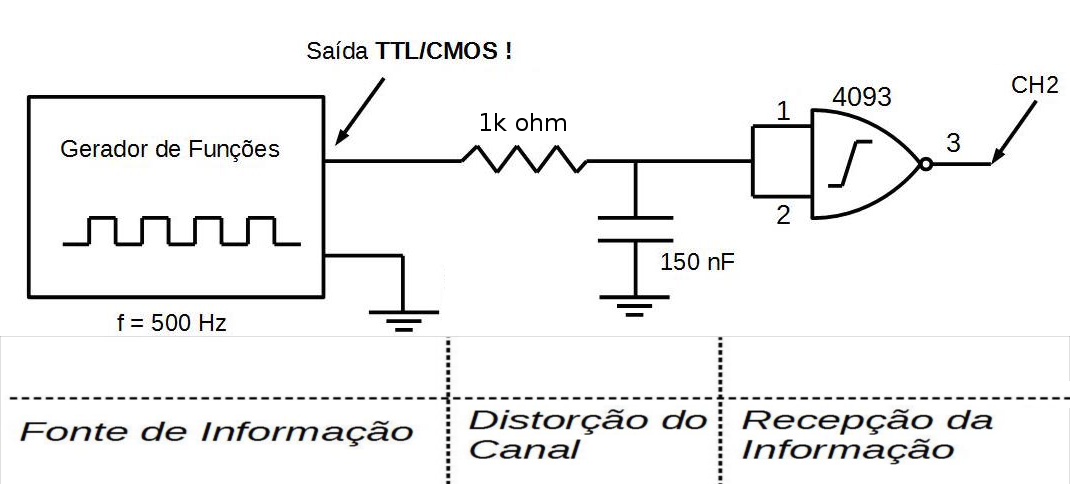 Saída TTL/CMOS !
CH2
4093
1k ohm
1
Gerador de Funções
3
2
150 nF
f = 500 Hz
Fonte de Informação
Distorção do
Canal
Recepção da
Informação